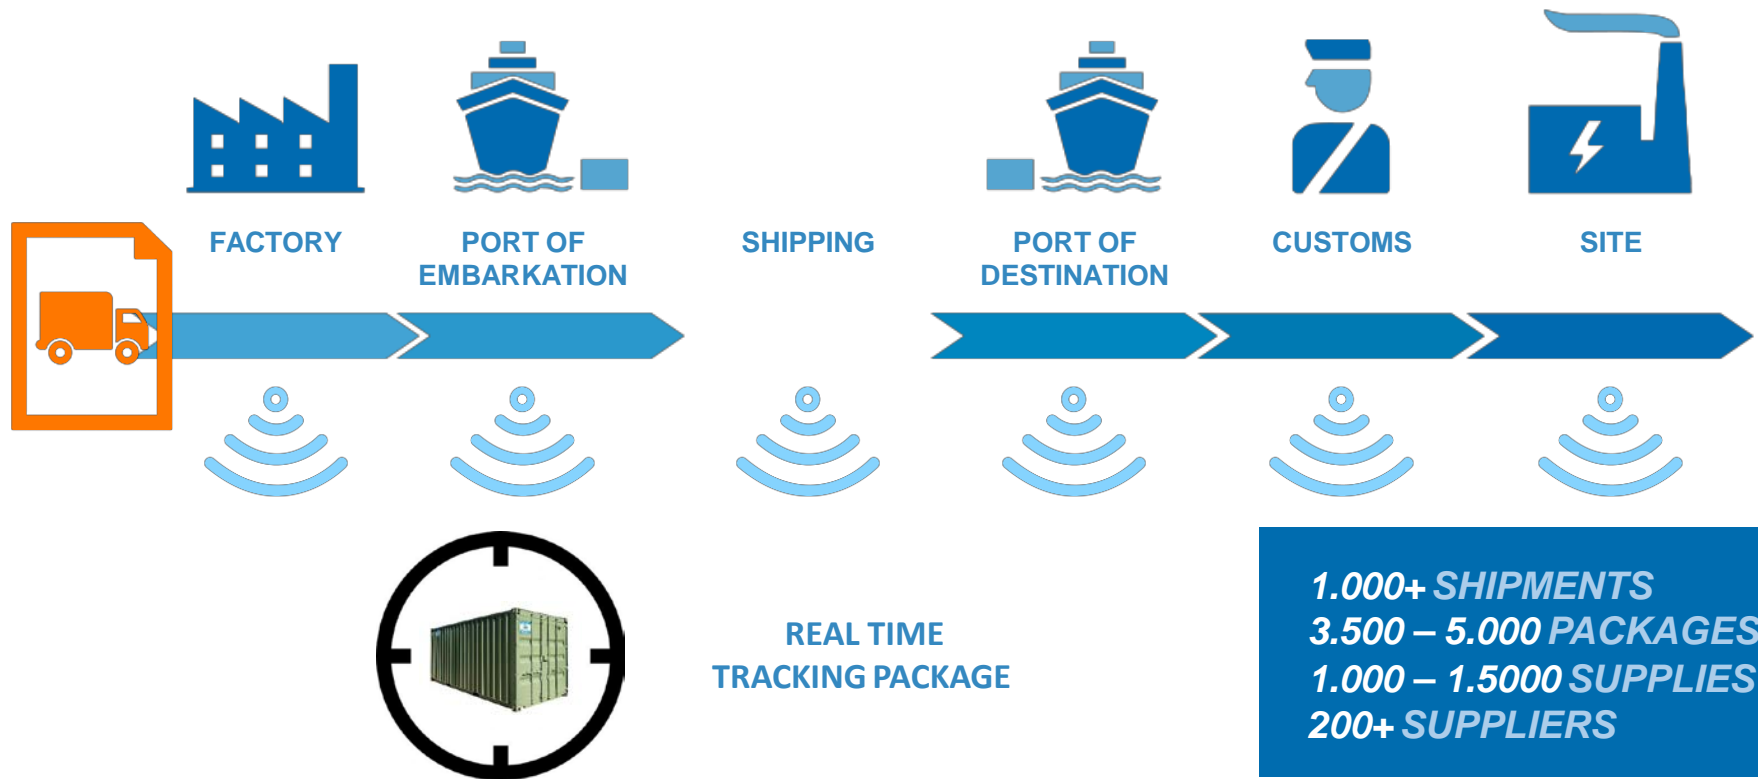 FACTORY
PORT OF
EMBARKATION
SHIPPING
PORT OF
DESTINATION
CUSTOMS
SITE
REAL TIME
TRACKING PACKAGE
1.000+ SHIPMENTS
3.500 – 5.000 PACKAGES
1.000 – 1.5000 SUPPLIES
200+ SUPPLIERS